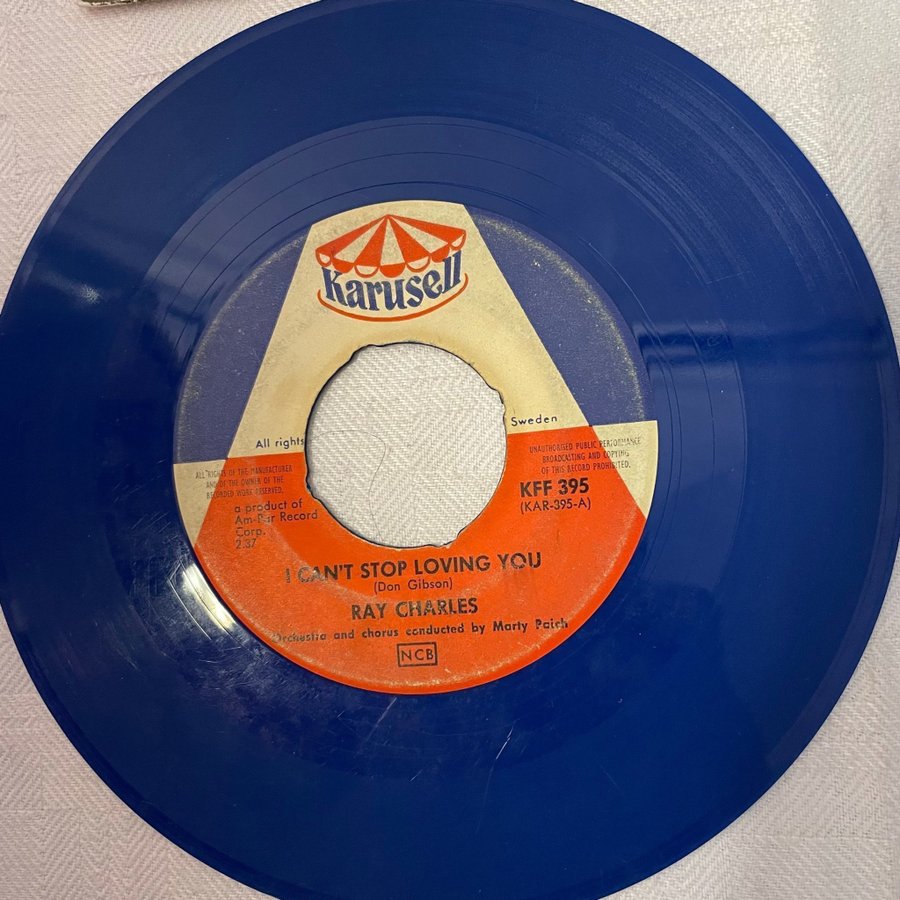 Karusell
All rights
Sweden
ALL RIGHTS OF THE MANUFACTURER
AND OF THE OWNER OF THE
RECORDED WORK RESERVED.
UNAUTHORISED PUBLIC PERFORMANCE
BROADCASTING AND COPYING
OF THIS RECORD PROHIBITED.
a product of
Am-Par Record
Corp.
2.37
KFF 395
(KAR-395-A)
I CAN'T STOP LOVING YOU
(Don Gibson)
RAY CHARLES
Orchestra and chorus conducted by Marty Paich
NCB